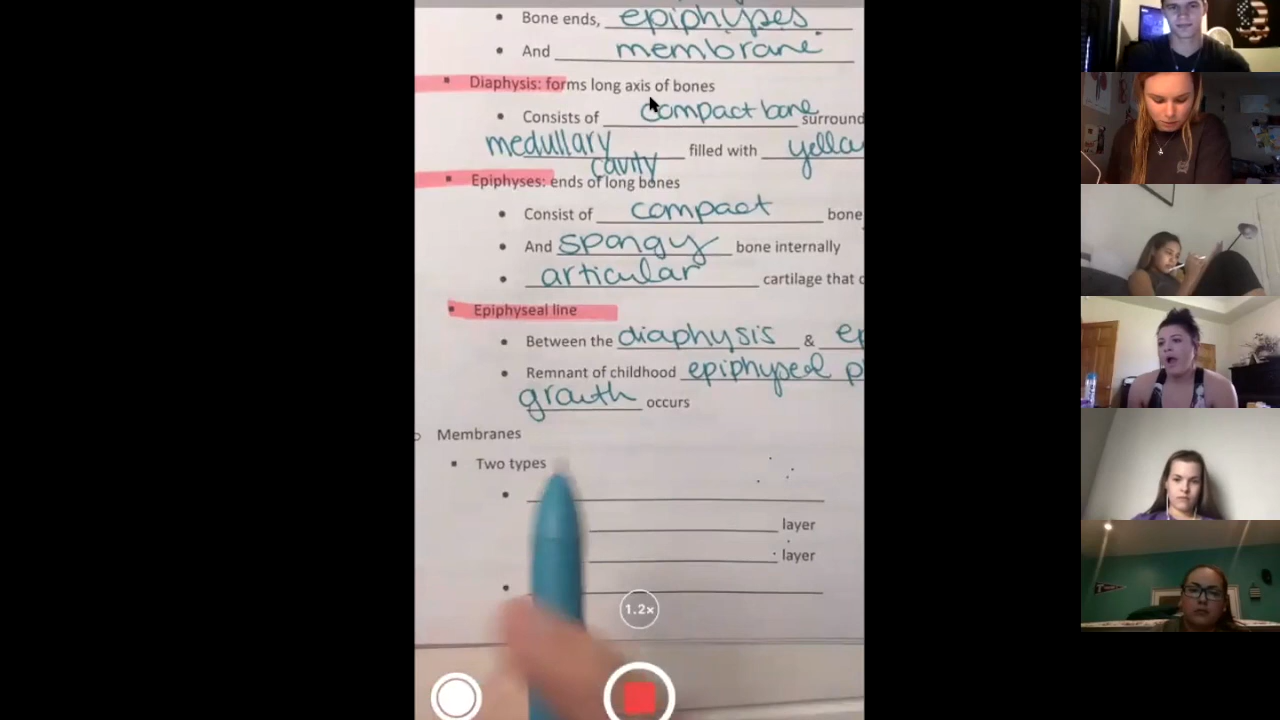 • Bone ends, epiphyses
• And membrane
▪ Diaphysis: forms long axis of bones
• Consists of compact bone surround
medullary cavity filled with
▪ Epiphyses: ends of long bones
• Consist of compact bone
• And spongy bone internally
• articular cartilage that
▪ Epiphyseal line
• Between the diaphysis &
• Remnant of childhood epiphyseal
growth occurs
Membranes
▪ Two types
•
layer
layer
•
1.2×